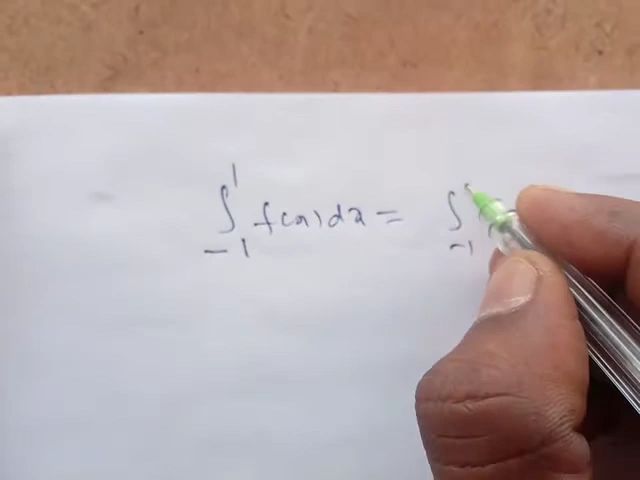 ∫₋₁¹ f(x)dx = ∫₋₁